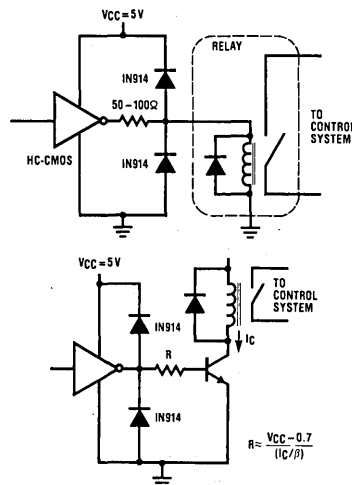 VCC=5V
RELAY
IN914
50-100Ω
HC-CMOS
IN914
TO
CONTROL
SYSTEM
VCC=5V
TO
CONTROL
SYSTEM
IN914
IC
R
IN914
R≈ VCC-0.7
(IC/β)